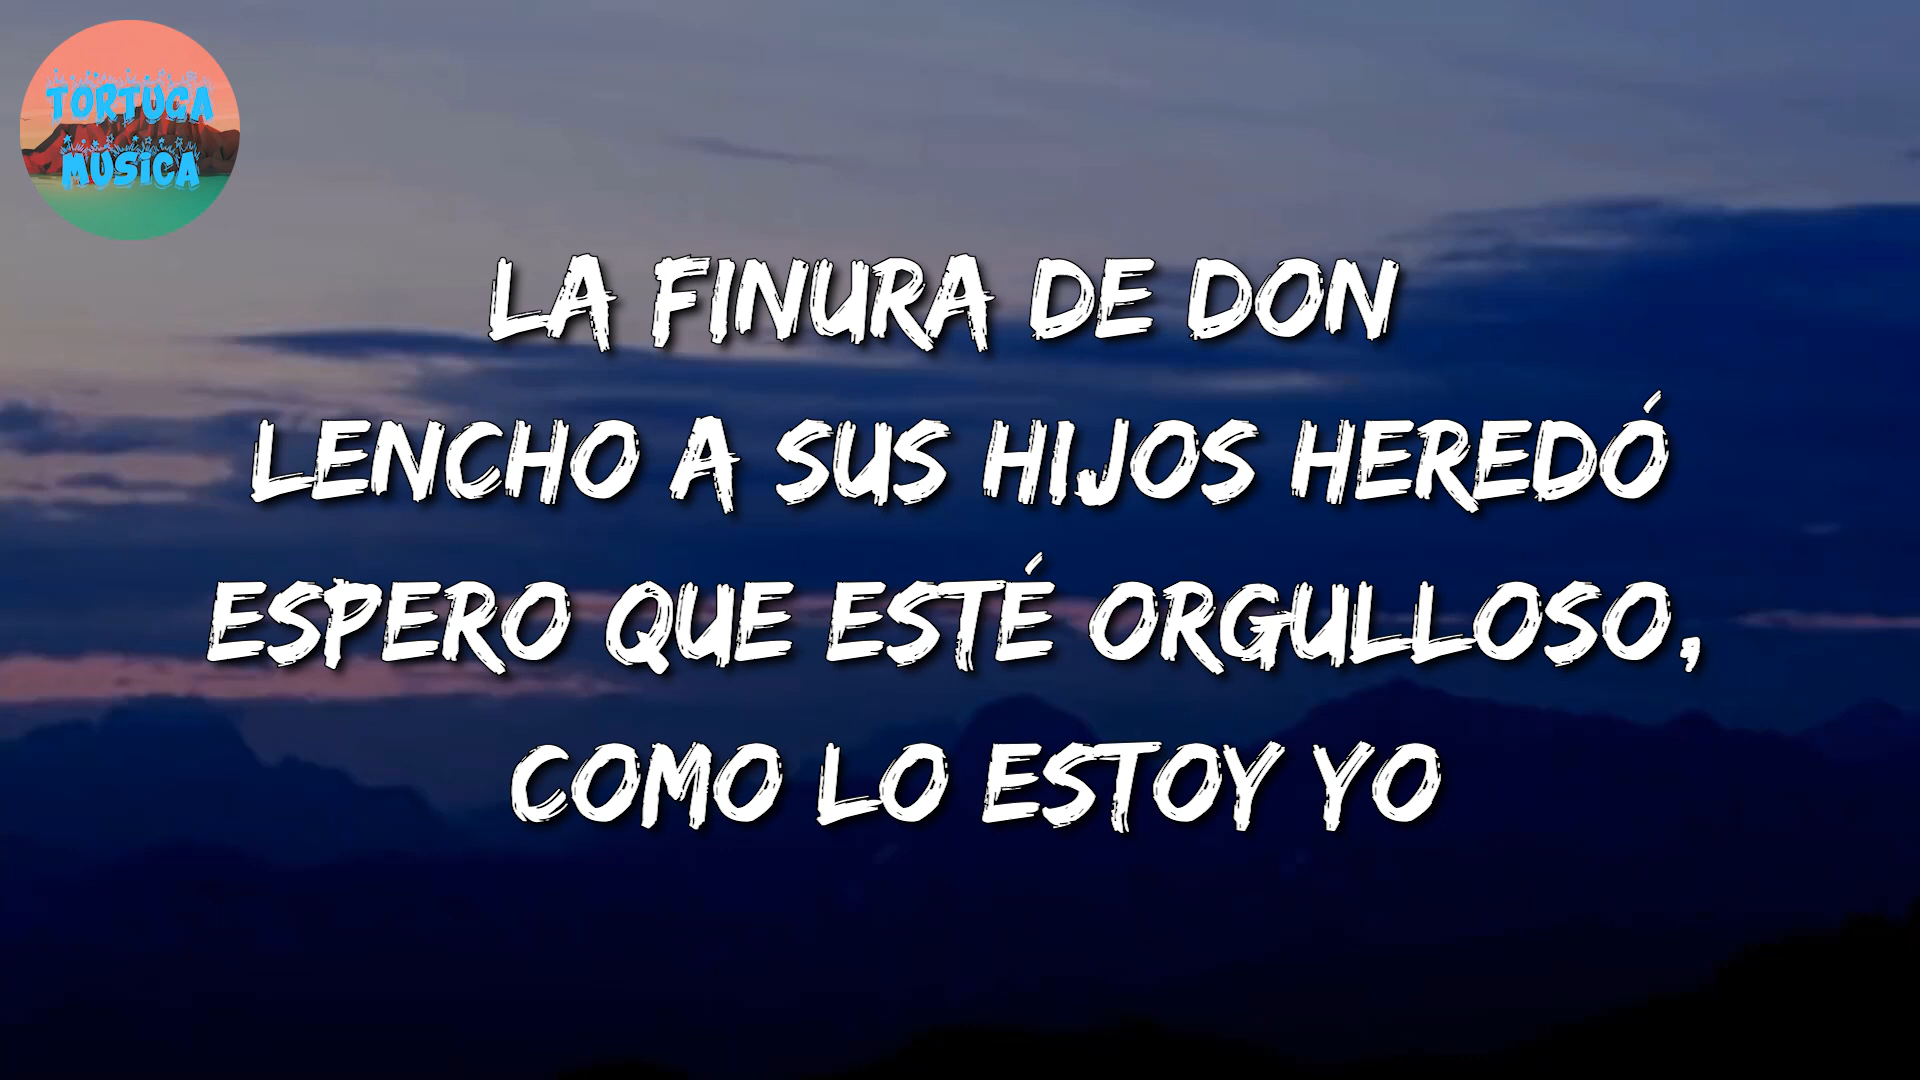 TORTUGA
MUSICA
LA FINURA DE DON
LENCHO A SUS HIJOS HEREDÓ
ESPERO QUE ESTÉ ORGULLOSO,
COMO LO ESTOY YO